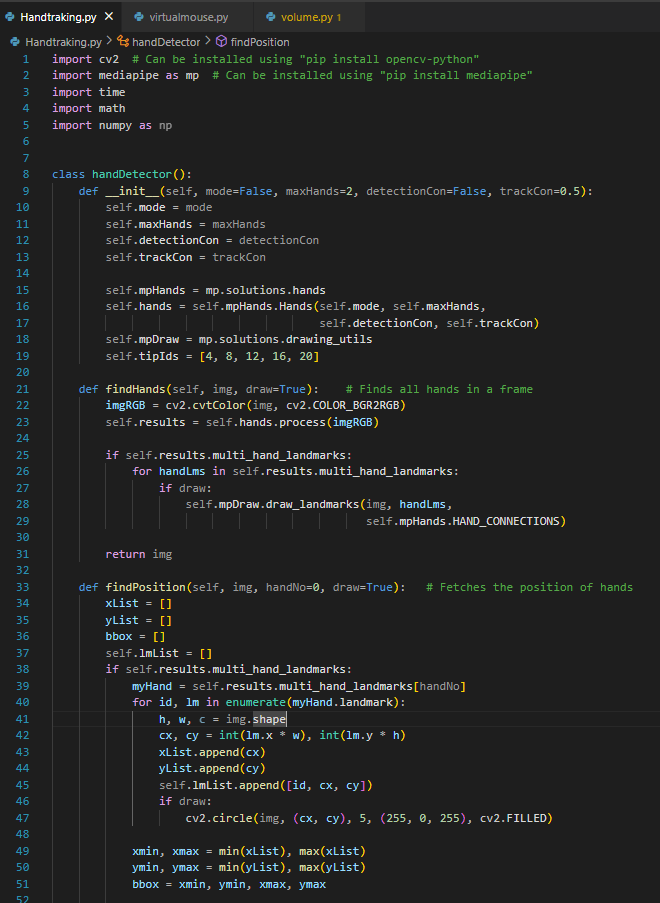 Handtraking.py × virtualmouse.py volume.py 1
Handtraking.py > handDetector > findPosition
1 import cv2  # Can be installed using "pip install opencv-python"
2 import mediapipe as mp  # Can be installed using "pip install mediapipe"
3 import time
4 import math
5 import numpy as np
6
7
8 class handDetector():
9     def __init__(self, mode=False, maxHands=2, detectionCon=False, trackCon=0.5):
10         self.mode = mode
11         self.maxHands = maxHands
12         self.detectionCon = detectionCon
13         self.trackCon = trackCon
14
15         self.mpHands = mp.solutions.hands
16         self.hands = self.mpHands.Hands(self.mode, self.maxHands,
17                                         self.detectionCon, self.trackCon)
18         self.mpDraw = mp.solutions.drawing_utils
19         self.tipIds = [4, 8, 12, 16, 20]
20
21     def findHands(self, img, draw=True):    # Finds all hands in a frame
22         imgRGB = cv2.cvtColor(img, cv2.COLOR_BGR2RGB)
23         self.results = self.hands.process(imgRGB)
24
25         if self.results.multi_hand_landmarks:
26             for handLms in self.results.multi_hand_landmarks:
27                 if draw:
28                     self.mpDraw.draw_landmarks(img, handLms,
29                                                self.mpHands.HAND_CONNECTIONS)
30
31         return img
32
33     def findPosition(self, img, handNo=0, draw=True):   # Fetches the position of hands
34         xList = []
35         yList = []
36         bbox = []
37         self.lmList = []
38         if self.results.multi_hand_landmarks:
39             myHand = self.results.multi_hand_landmarks[handNo]
40             for id, lm in enumerate(myHand.landmark):
41                 h, w, c = img.shape
42                 cx, cy = int(lm.x * w), int(lm.y * h)
43                 xList.append(cx)
44                 yList.append(cy)
45                 self.lmList.append([id, cx, cy])
46                 if draw:
47                     cv2.circle(img, (cx, cy), 5, (255, 0, 255), cv2.FILLED)
48
49             xmin, xmax = min(xList), max(xList)
50             ymin, ymax = min(yList), max(yList)
51             bbox = xmin, ymin, xmax, ymax
52